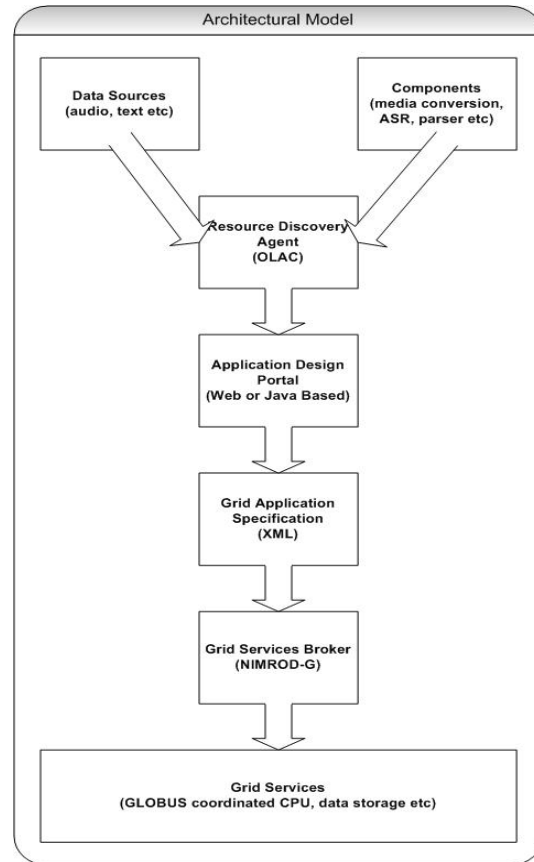 Architectural Model
Data Sources
(audio, text etc)
Components
(media conversion,
ASR, parser etc)
Resource Discovery
Agent
(OLAC)
Application Design
Portal
(Web or Java Based)
Grid Application
Specification
(XML)
Grid Services Broker
(NIMROD-G)
Grid Services
(GLOBUS coordinated CPU, data storage etc)